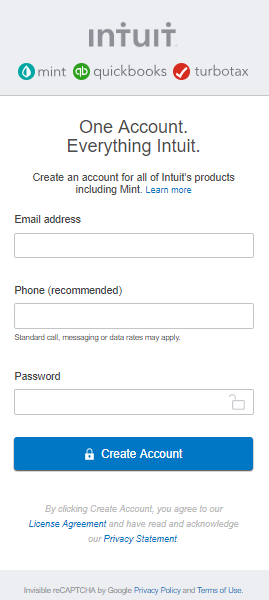 intuit
mint quickbooks turbotax
One Account.
Everything Intuit.
Create an account for all of Intuit's products
including Mint. Learn more
Email address
Phone (recommended)
Standard call, messaging or data rates may apply.
Password
Create Account
By clicking Create Account, you agree to our
License Agreement and have read and acknowledge
our Privacy Statement.
Invisible reCAPTCHA by Google Privacy Policy and Terms of Use.